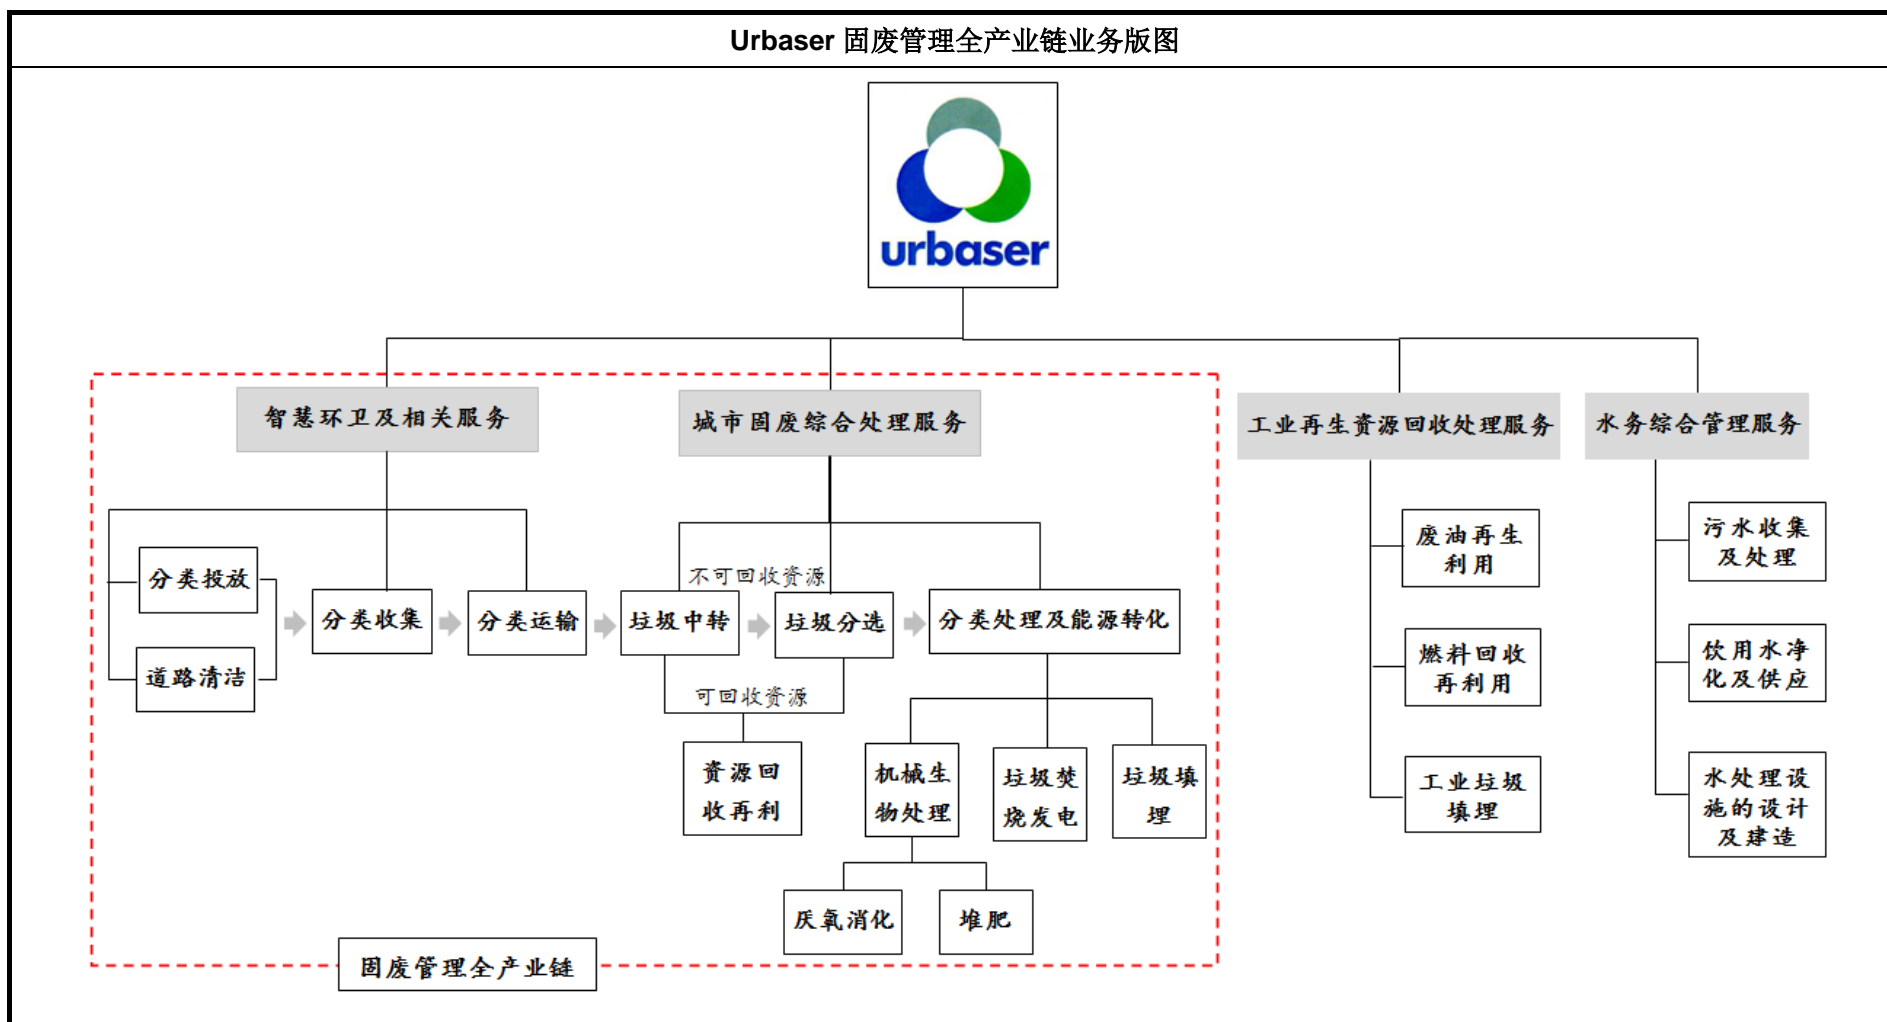 Urbaser 固废管理全产业链业务版图
urbaser
智慧环卫及相关服务
城市固废综合处理服务
工业再生资源回收处理服务
水务综合管理服务
分类投放
道路清洁
分类收集
分类运输
不可回收资源
垃圾中转
垃圾分选
分类处理及能源转化
可回收资源
资源回
收再利
机械生
物处理
垃圾焚
烧发电
垃圾填
埋
厌氧消化
堆肥
固废管理全产业链
废油再生
利用
燃料回收
再利用
工业垃圾
填埋
污水收集
及处理
饮用水净
化及供应
水处理设
施的设计
及建造